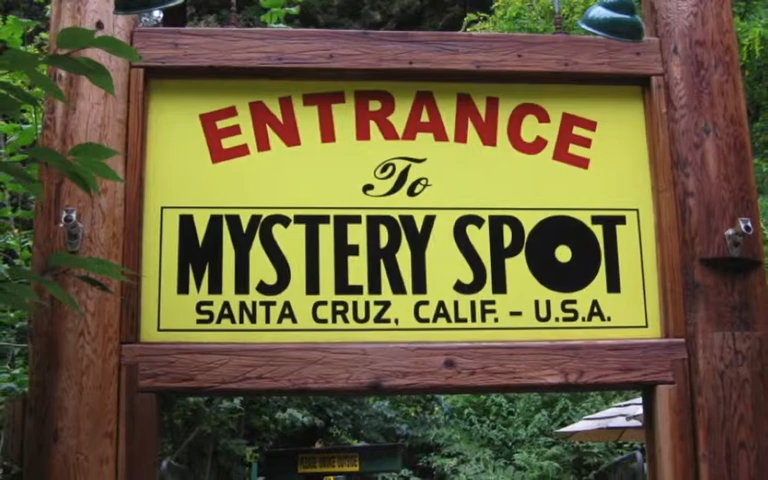 ENTRANCE
To
MYSTERY SPOT
SANTA CRUZ, CALIF. - U.S.A.